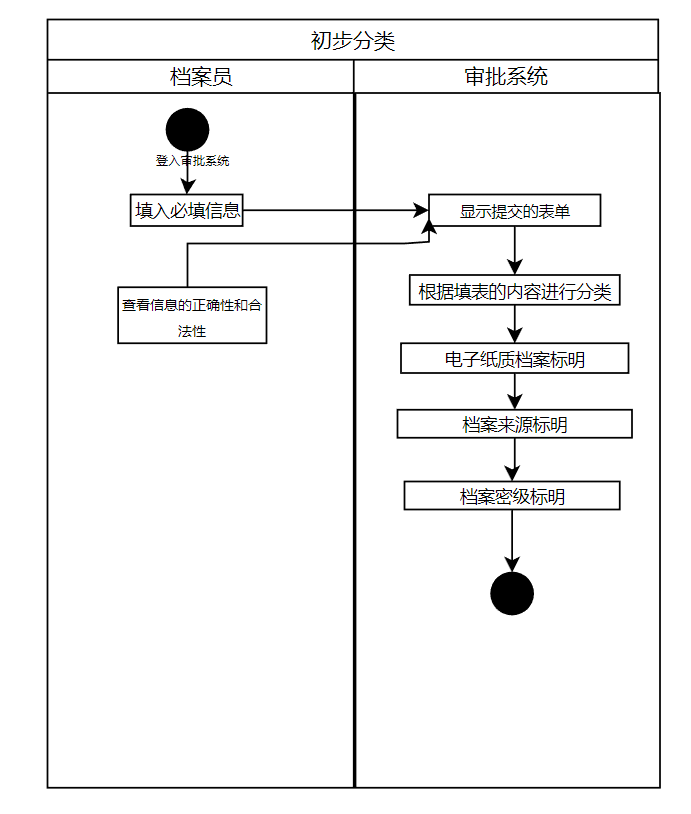 初步分类
档案员
审批系统
登入审批系统
填入必填信息
显示提交的表单
根据填表的内容进行分类
查看信息的正确性和合
法性
电子纸质档案标明
档案来源标明
档案密级标明